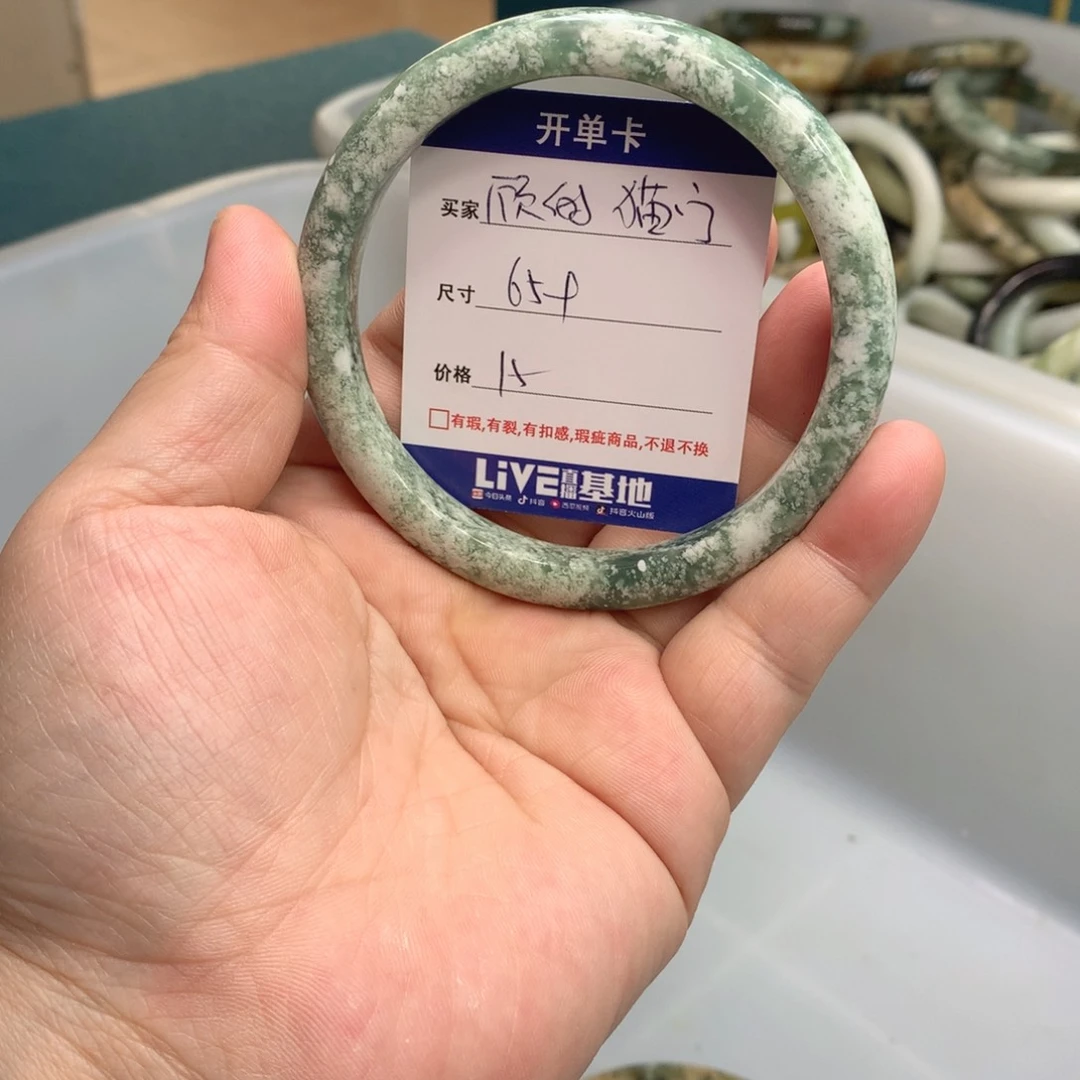 开单卡
买家
尺寸 65
价格 15
□有瑕,有裂,有扣感,瑕疵商品,不退不换
LiVE直播基地
今日头条 抖音 西瓜视频 抖音火山版